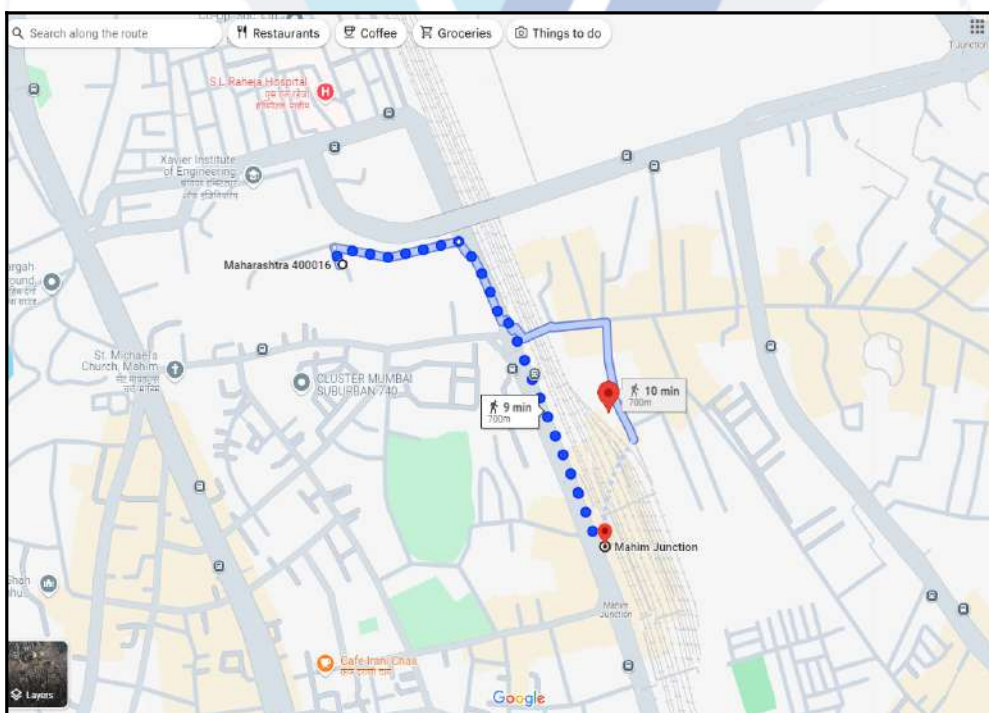 Search along the route
Restaurants
Coffee
Groceries
Things to do
T Junction
S.L Raheja Hospital
Xavier Institute
of Engineering
Maharashtra 400016
St. Michael's
Church, Mahim
CLUSTER MUMBAI
SUBURBAN 740
9 min
700m
10 min
700m
Mahim Junction
Mahim
Junction
Cafe Irani Chaa
Layers
Google